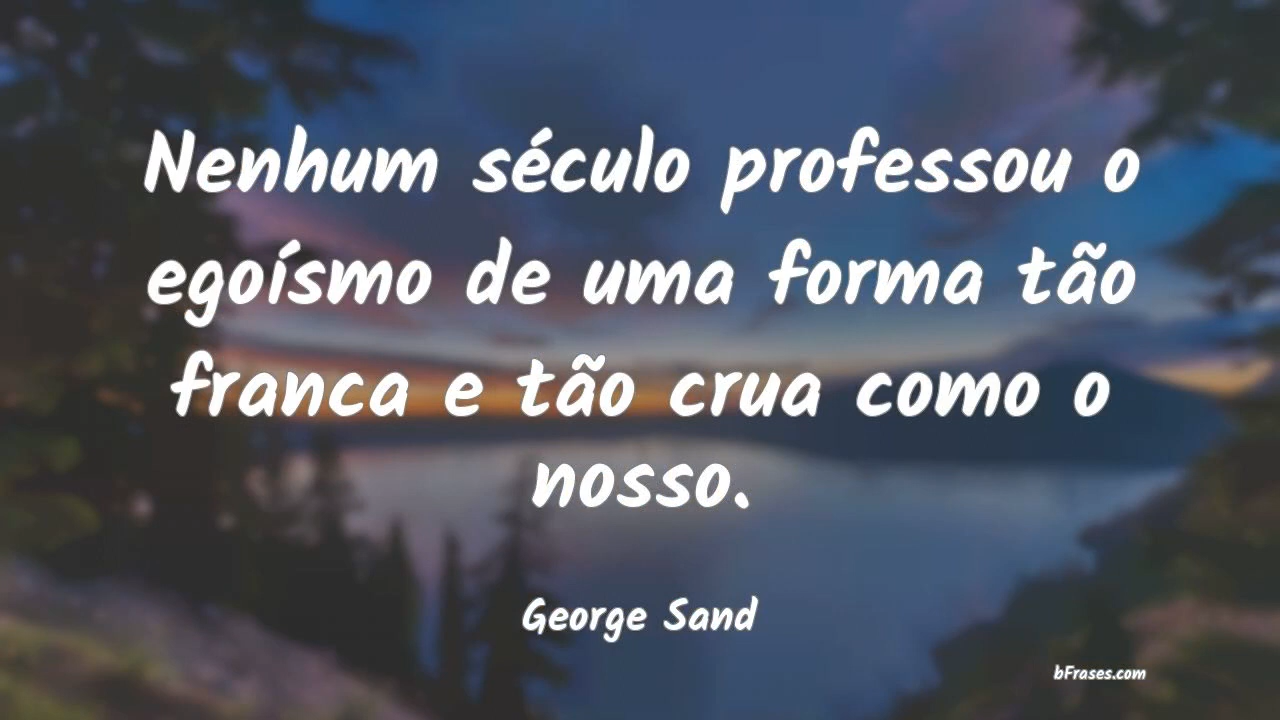 Nenhum século professou o
egoísmo de uma forma tão
franca e tão crua como o
nosso.
George Sand
bFrases.com